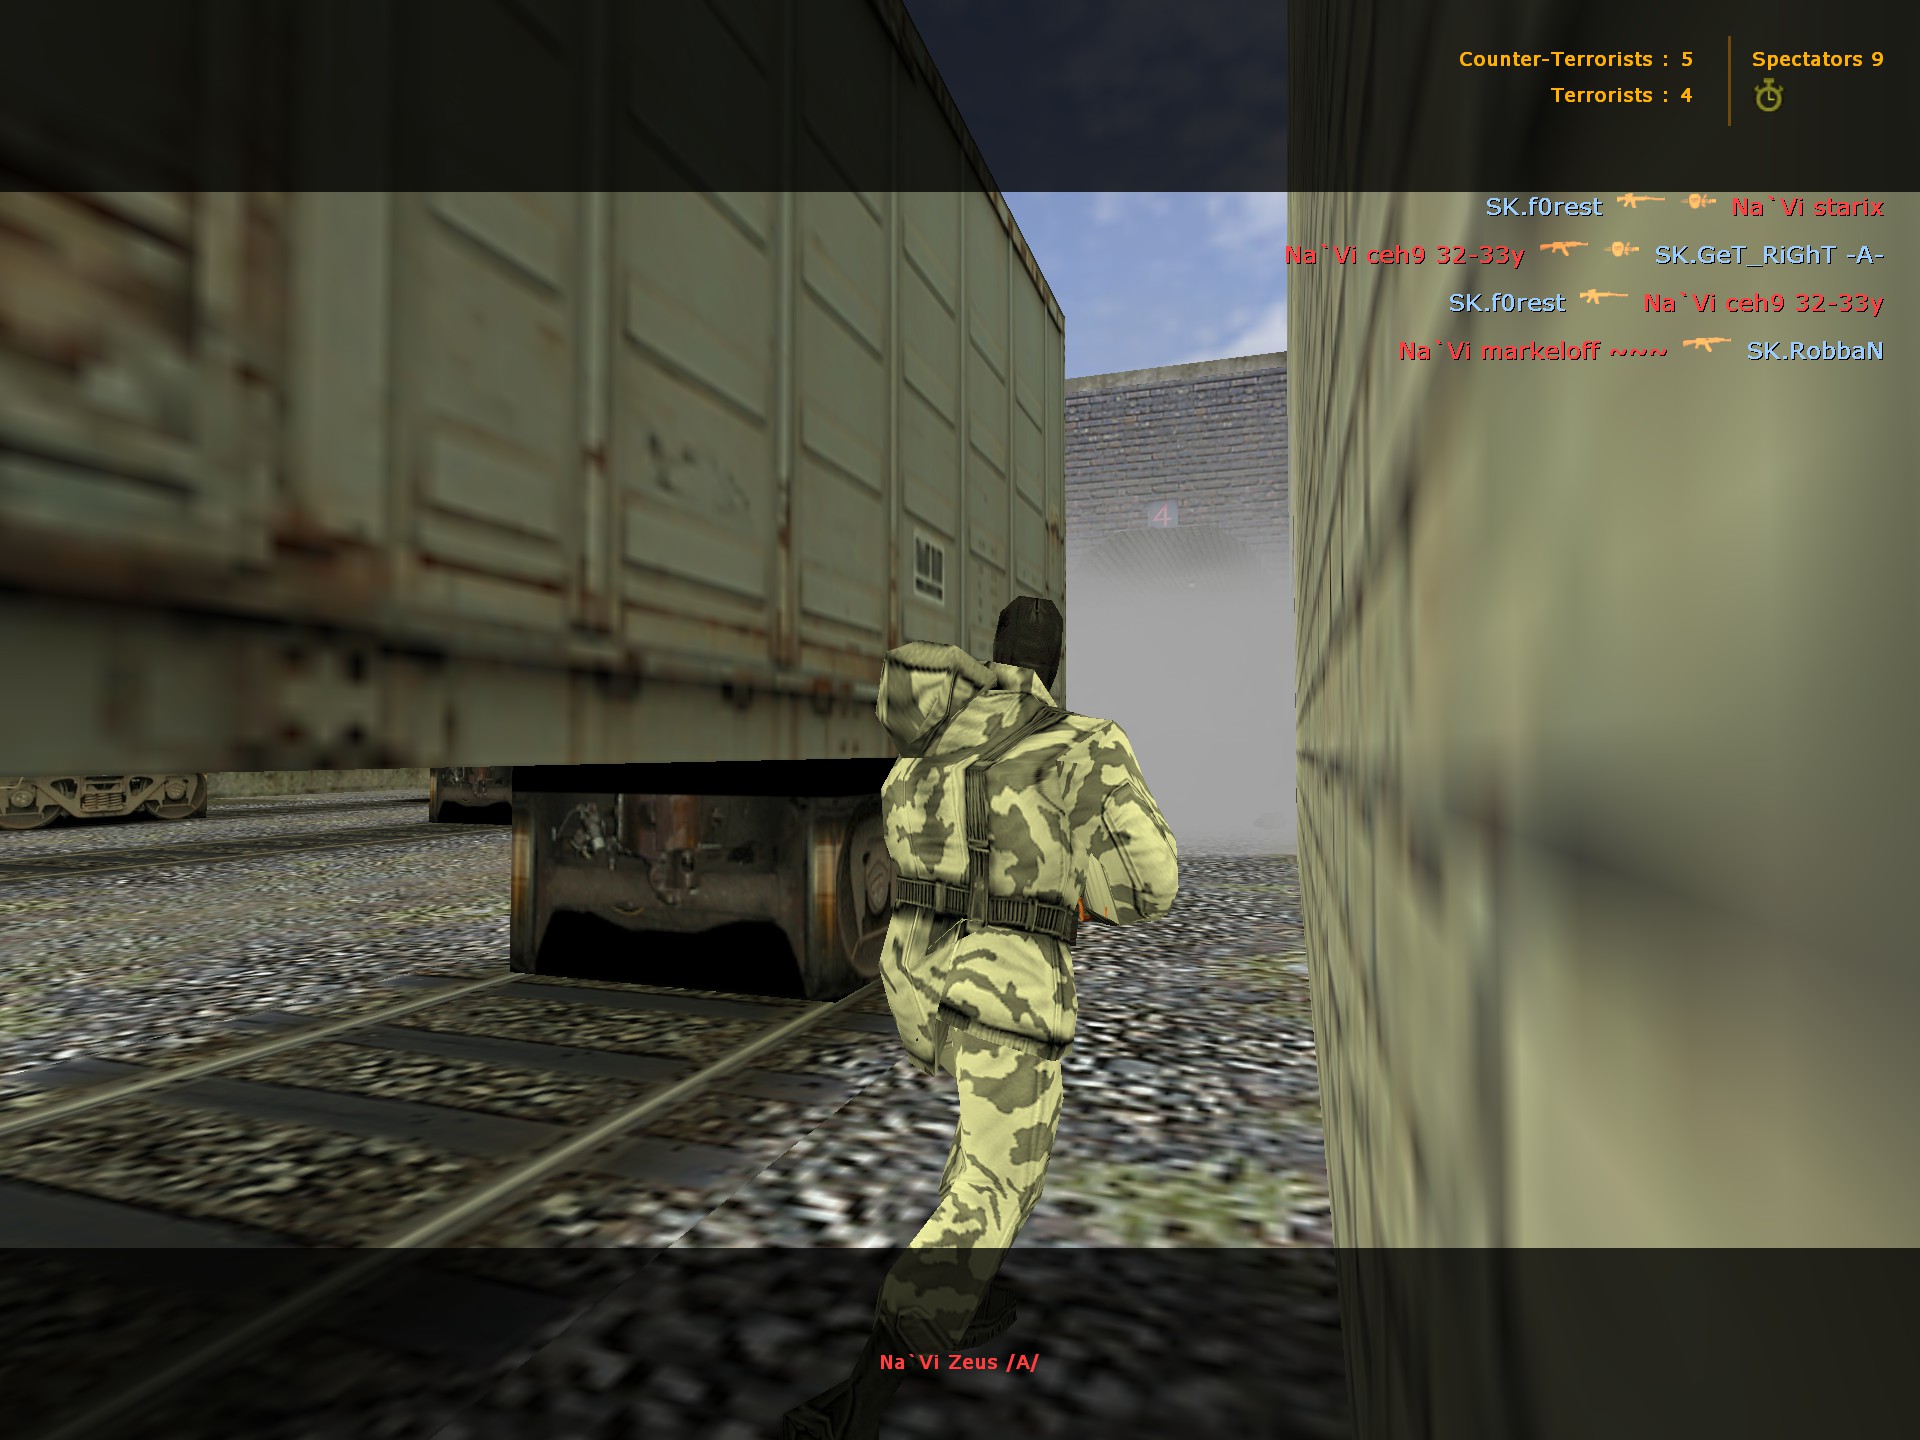 Counter-Terrorists : 5
Spectators 9
Terrorists : 4
SK.f0rest Na`Vi starix
Na`Vi ceh9 32-33y SK.GeT_RiGhT -A-
SK.f0rest Na`Vi ceh9 32-33y
Na`Vi markeloff ~~~ SK.RobbaN
4
Na`Vi Zeus /A/